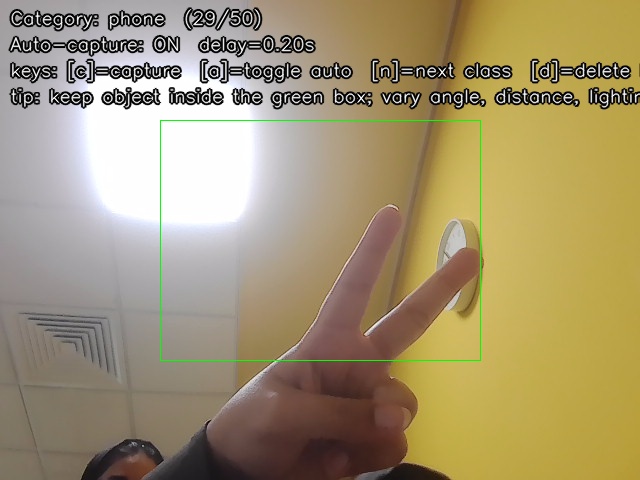 Category: phone (29/50)
Auto-capture: ON delay=0.20s
keys: [c]=capture [a]=toggle auto [n]=next class [d]=delete
tip: keep object inside the green box; vary angle, distance,